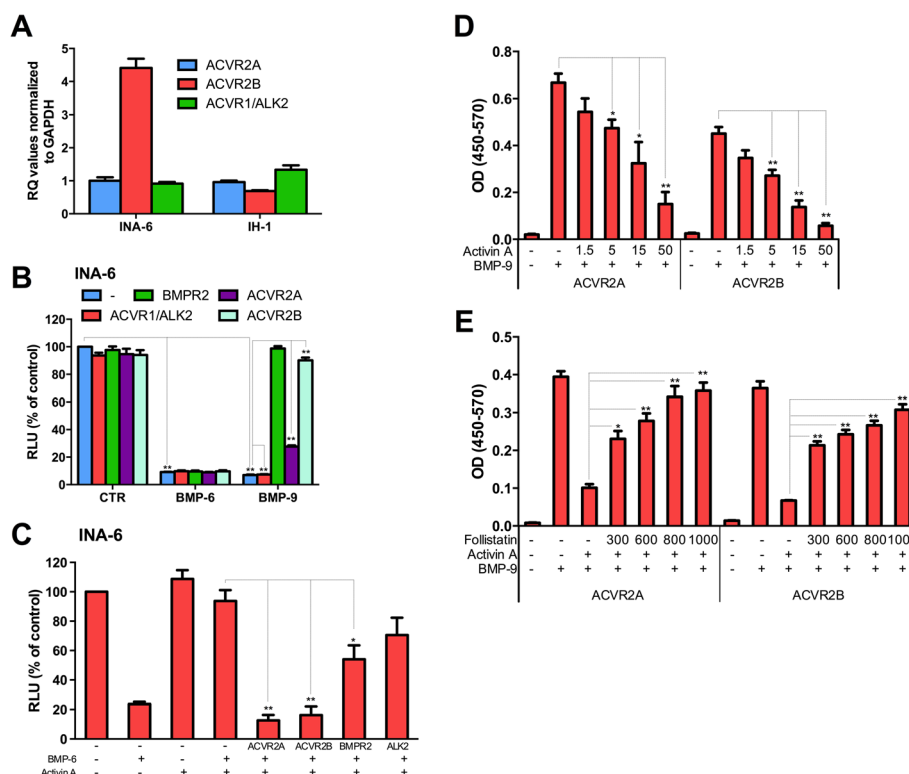 A
RQ values normalized
to GAPDH
5
4
3
2
1
0
ACVR2A
ACVR2B
ACVR1/ALK2
INA-6
IH-1
B
INA-6
- BMPR2 ACVR2A
ACVR1/ALK2 ACVR2B
RLU (% of control)
120
100
80
60
40
20
0
**
** **
**
**
CTR
BMP-6
BMP-9
C
INA-6
RLU (% of control)
120
100
80
60
40
20
0
** ** *
- - - - ACVR2A ACVR2B BMPR2 ALK2
BMP-6 - + - + + + + +
Activin A - - + + + + + +
D
OD (450-570)
0.8
0.6
0.4
0.2
0.0
* * ** ** ** **
Activin A - - 1.5 5 15 50 - - 1.5 5 15 50
BMP-9 - + + + + + - + + + + +
ACVR2A ACVR2B
E
OD (450-570)
0.5
0.4
0.3
0.2
0.1
0.0
* ** ** ** ** ** ** **
Follistatin - - - 300 600 800 1000 - - - 300 600 800 100
Activin A - - + + + + + - - + + + + +
BMP-9 - + + + + + + - + + + + + +
ACVR2A ACVR2B